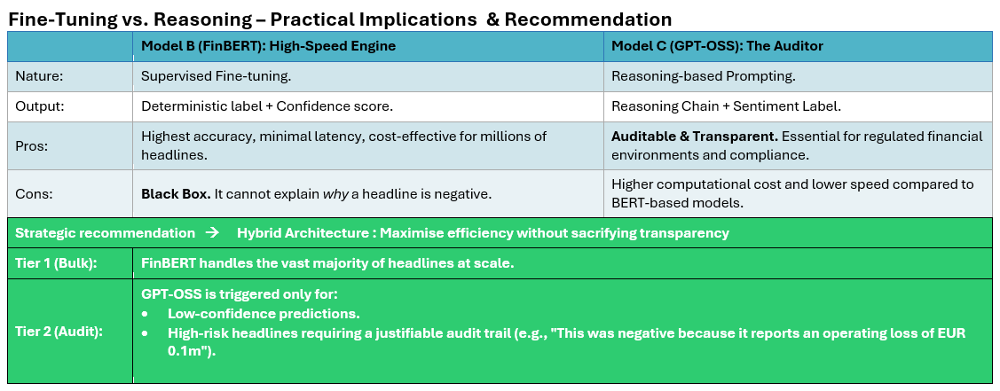 Fine-Tuning vs. Reasoning – Practical Implications & Recommendation
Model B (FinBERT): High-Speed Engine
Model C (GPT-OSS): The Auditor
Nature:
Supervised Fine-tuning.
Reasoning-based Prompting.
Output:
Deterministic label + Confidence score.
Reasoning Chain + Sentiment Label.
Pros:
Highest accuracy, minimal latency, cost-effective for millions of
headlines.
Auditable & Transparent. Essential for regulated financial
environments and compliance.
Cons:
Black Box. It cannot explain why a headline is negative.
Higher computational cost and lower speed compared to
BERT-based models.
Strategic recommendation → Hybrid Architecture : Maximise efficiency without sacrifying transparency
Tier 1 (Bulk):
FinBERT handles the vast majority of headlines at scale.
Tier 2 (Audit):
GPT-OSS is triggered only for:
• Low-confidence predictions.
• High-risk headlines requiring a justifiable audit trail (e.g., "This was negative because it reports an operating loss of EUR
0.1m").